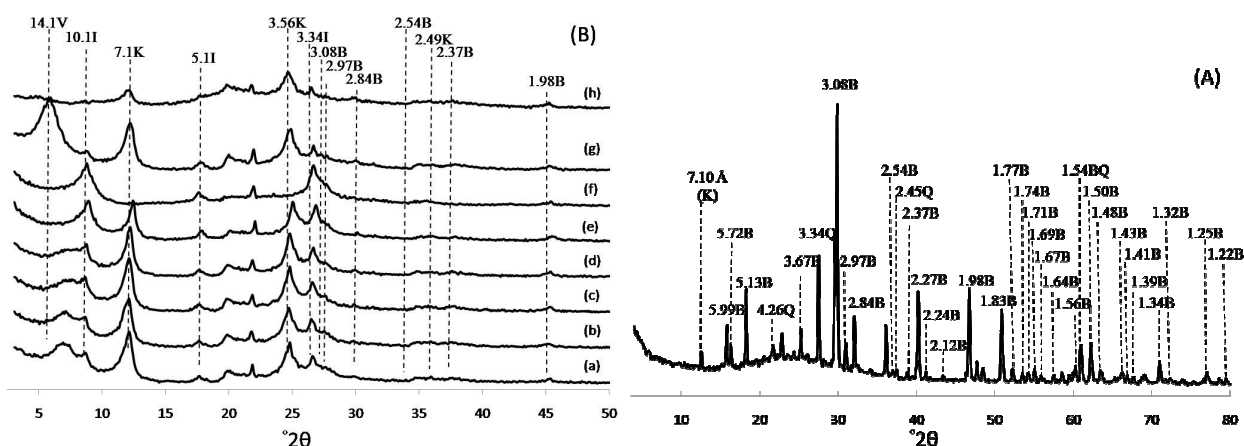 14.1V
10.1I
7.1K
5.1I
3.56K
3.34I
3.08B
2.97B
2.84B
2.54B
2.49K
2.37B
1.98B
(B)
(h)
(g)
(f)
(e)
(d)
(c)
(b)
(a)
5 10 15 20 25 30 35 40 45 50
°2θ
(A)
7.10 Å
(K)
5.99B
5.72B
5.13B
4.26Q
3.67B
3.34Q
3.08B
2.97B
2.84B
2.54B
2.45Q
2.37B
2.27B
2.24B
2.12B
1.98B
1.83B
1.77B
1.74B
1.71B
1.69B
1.67B
1.64B
1.56B
1.54BQ
1.50B
1.48B
1.43B
1.41B
1.39B
1.34B
1.32B
1.25B
1.22B
10 20 30 40 50 60 70 80
°2θ